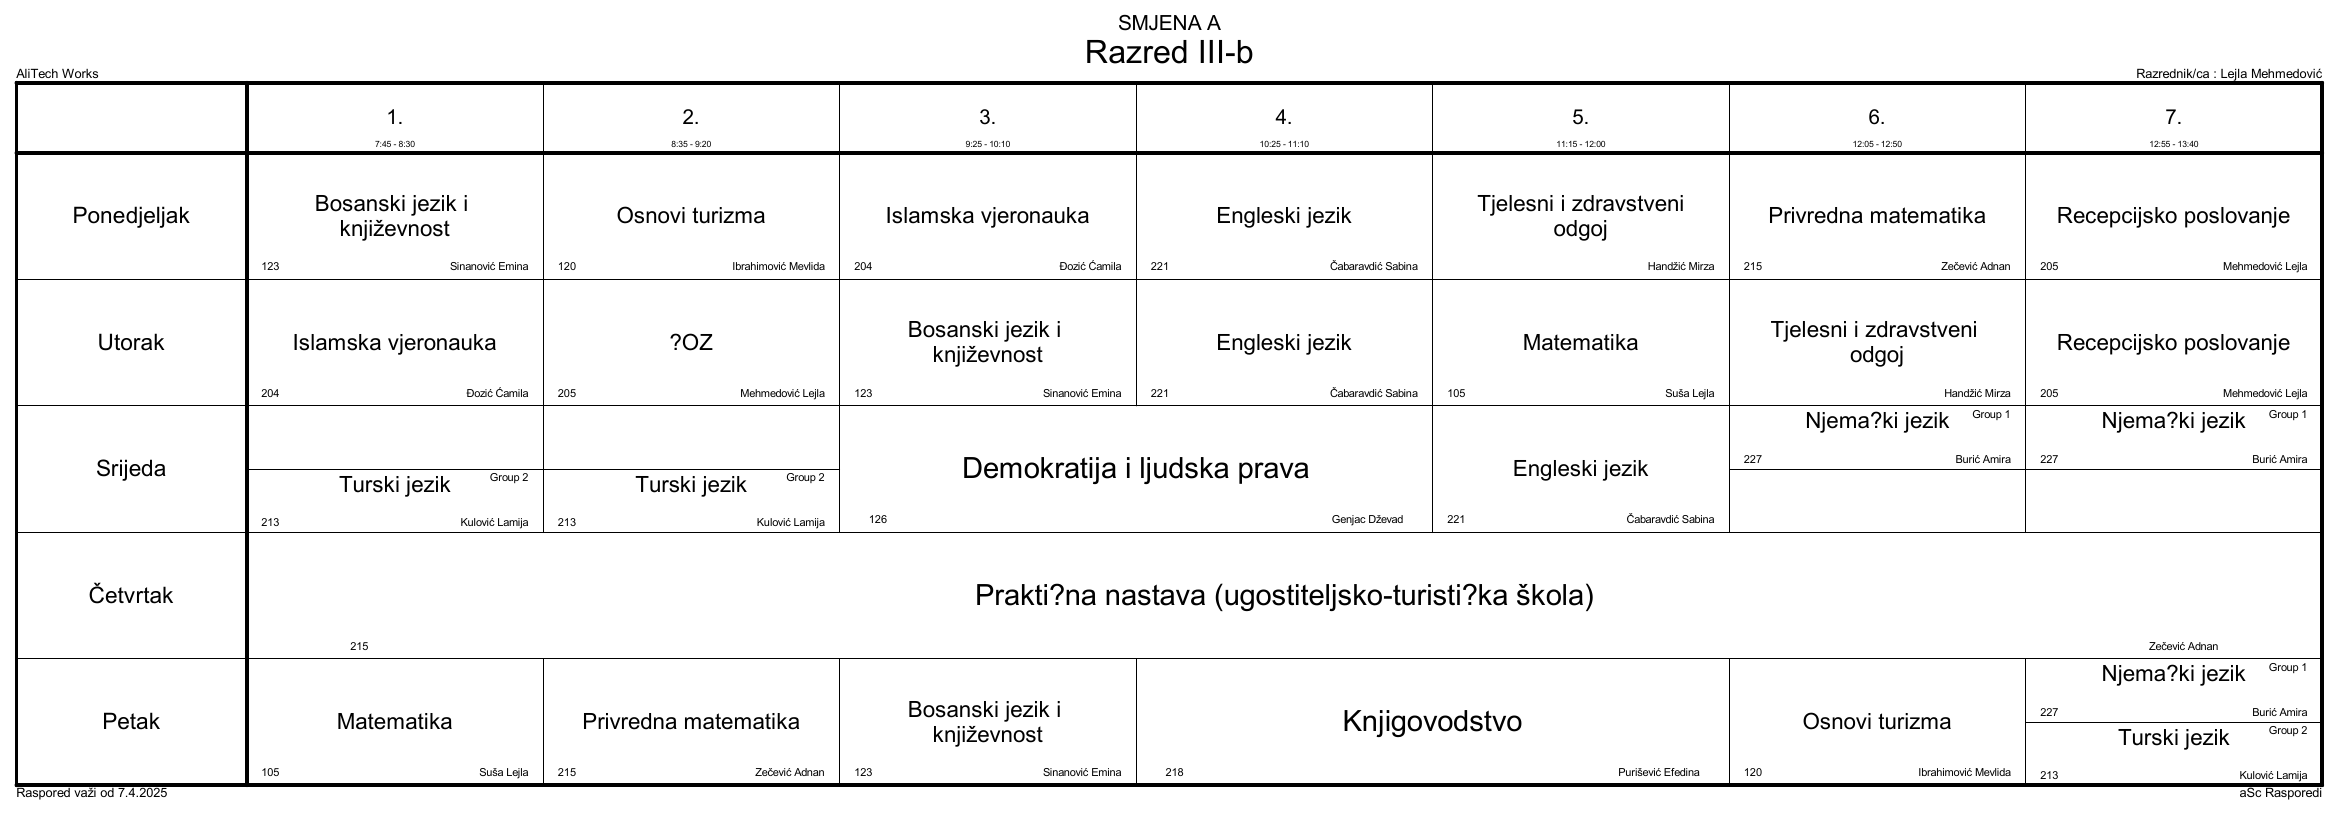 SMJENA A
Razred III-b
AliTech Works
Razrednik/ca : Lejla Mehmedović
1.
7:45 - 8:30
2.
8:35 - 9:20
3.
9:25 - 10:10
4.
10:25 - 11:10
5.
11:15 - 12:00
6.
12:05 - 12:50
7.
12:55 - 13:40
Ponedjeljak
Bosanski jezik i
književnost
123
Sinanović Emina
Osnovi turizma
120
Ibrahimović Mevlida
Islamska vjeronauka
204
Đozić Ćamila
Engleski jezik
221
Čabaravdić Sabina
Tjelesni i zdravstveni
odgoj
Handžić Mirza
Privredna matematika
215
Zečević Adnan
Recepcijsko poslovanje
205
Mehmedović Lejla
Utorak
Islamska vjeronauka
204
Đozić Ćamila
?OZ
205
Mehmedović Lejla
Bosanski jezik i
književnost
123
Sinanović Emina
Engleski jezik
221
Čabaravdić Sabina
Matematika
105
Suša Lejla
Tjelesni i zdravstveni
odgoj
Handžić Mirza
Recepcijsko poslovanje
205
Mehmedović Lejla
Srijeda
Turski jezik
Group 2
213
Kulović Lamija
Turski jezik
Group 2
213
Kulović Lamija
Demokratija i ljudska prava
126
Genjac Dževad
Engleski jezik
221
Čabaravdić Sabina
Njema?ki jezik
Group 1
227
Burić Amira
Njema?ki jezik
Group 1
227
Burić Amira
Četvrtak
Prakti?na nastava (ugostiteljsko-turisti?ka škola)
215
Zečević Adnan
Petak
Matematika
105
Suša Lejla
Privredna matematika
215
Zečević Adnan
Bosanski jezik i
književnost
123
Sinanović Emina
Knjigovodstvo
218
Purišević Efedina
Osnovi turizma
120
Ibrahimović Mevlida
Njema?ki jezik
Group 1
227
Burić Amira
Turski jezik
Group 2
213
Kulović Lamija
Raspored važi od 7.4.2025
aSc Rasporedi